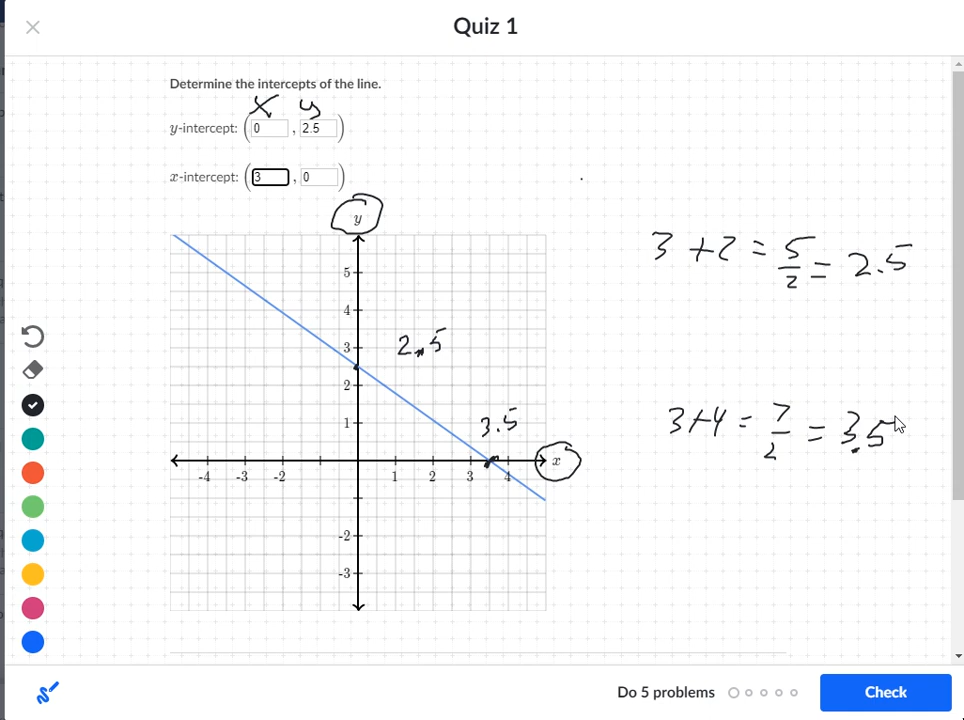 Quiz 1
Determine the intercepts of the line.
x y
y-intercept: ( 0 , 2.5 )
x-intercept: ( 3 , 0 )
y
3 + 2 = 5/2 = 2.5
5
4
3
2.5
2
1
3.5
3 + 4 = 7/2 = 3.5
x
-4 -3 -2 1 2 3 4
-2
-3
Do 5 problems
Check